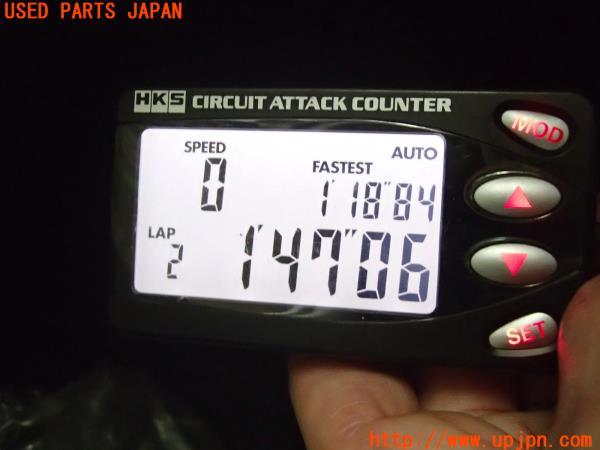 USED PARTS JAPAN
HKS CIRCUIT ATTACK COUNTER
MOD
SPEED
0
AUTO
FASTEST
1'18"84
LAP
2
1'47"06
SET
http://www.upjpn.com/